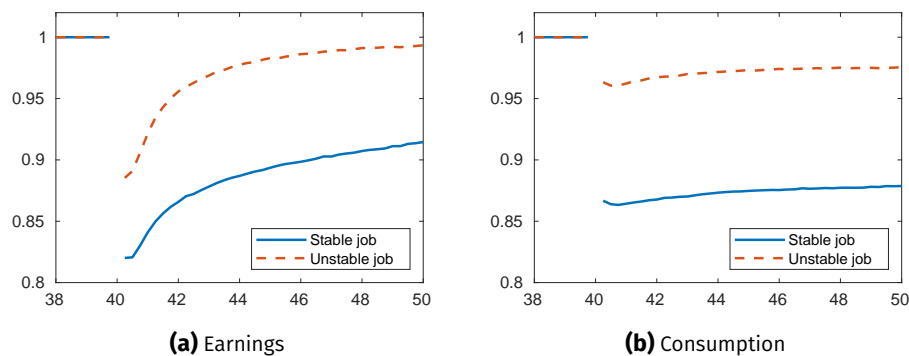 1
0.95
0.9
0.85
0.8
38 40 42 44 46 48 50
Stable job
Unstable job
(a) Earnings
1
0.95
0.9
0.85
0.8
38 40 42 44 46 48 50
Stable job
Unstable job
(b) Consumption